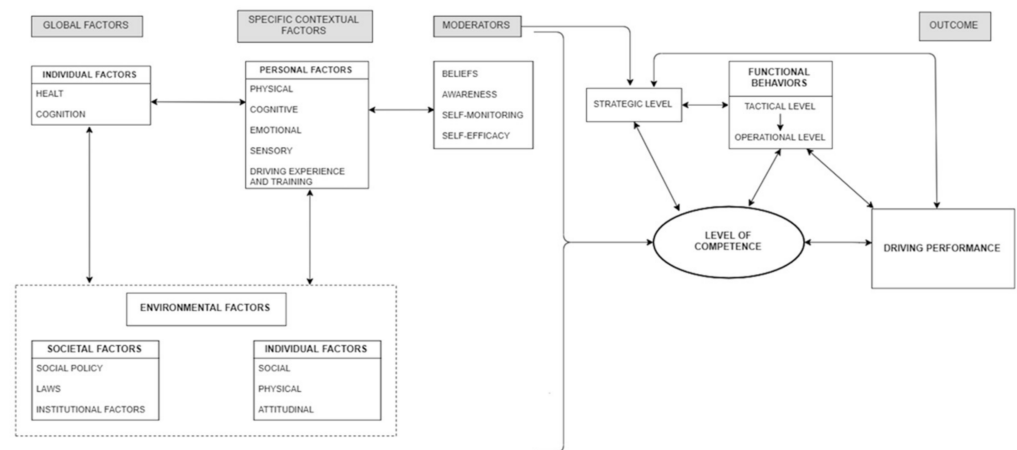 GLOBAL FACTORS
SPECIFIC CONTEXTUAL
FACTORS
MODERATORS
OUTCOME
INDIVIDUAL FACTORS
HEALT
COGNITION
PERSONAL FACTORS
PHYSICAL
COGNITIVE
EMOTIONAL
SENSORY
DRIVING EXPERIENCE
AND TRAINING
BELIEFS
AWARENESS
SELF-MONITORING
SELF-EFFICACY
STRATEGIC LEVEL
FUNCTIONAL
BEHAVIORS
TACTICAL LEVEL
OPERATIONAL LEVEL
LEVEL OF
COMPETENCE
DRIVING PERFORMANCE
ENVIRONMENTAL FACTORS
SOCIETAL FACTORS
SOCIAL POLICY
LAWS
INSTITUTIONAL FACTORS
INDIVIDUAL FACTORS
SOCIAL
PHYSICAL
ATTITUDINAL